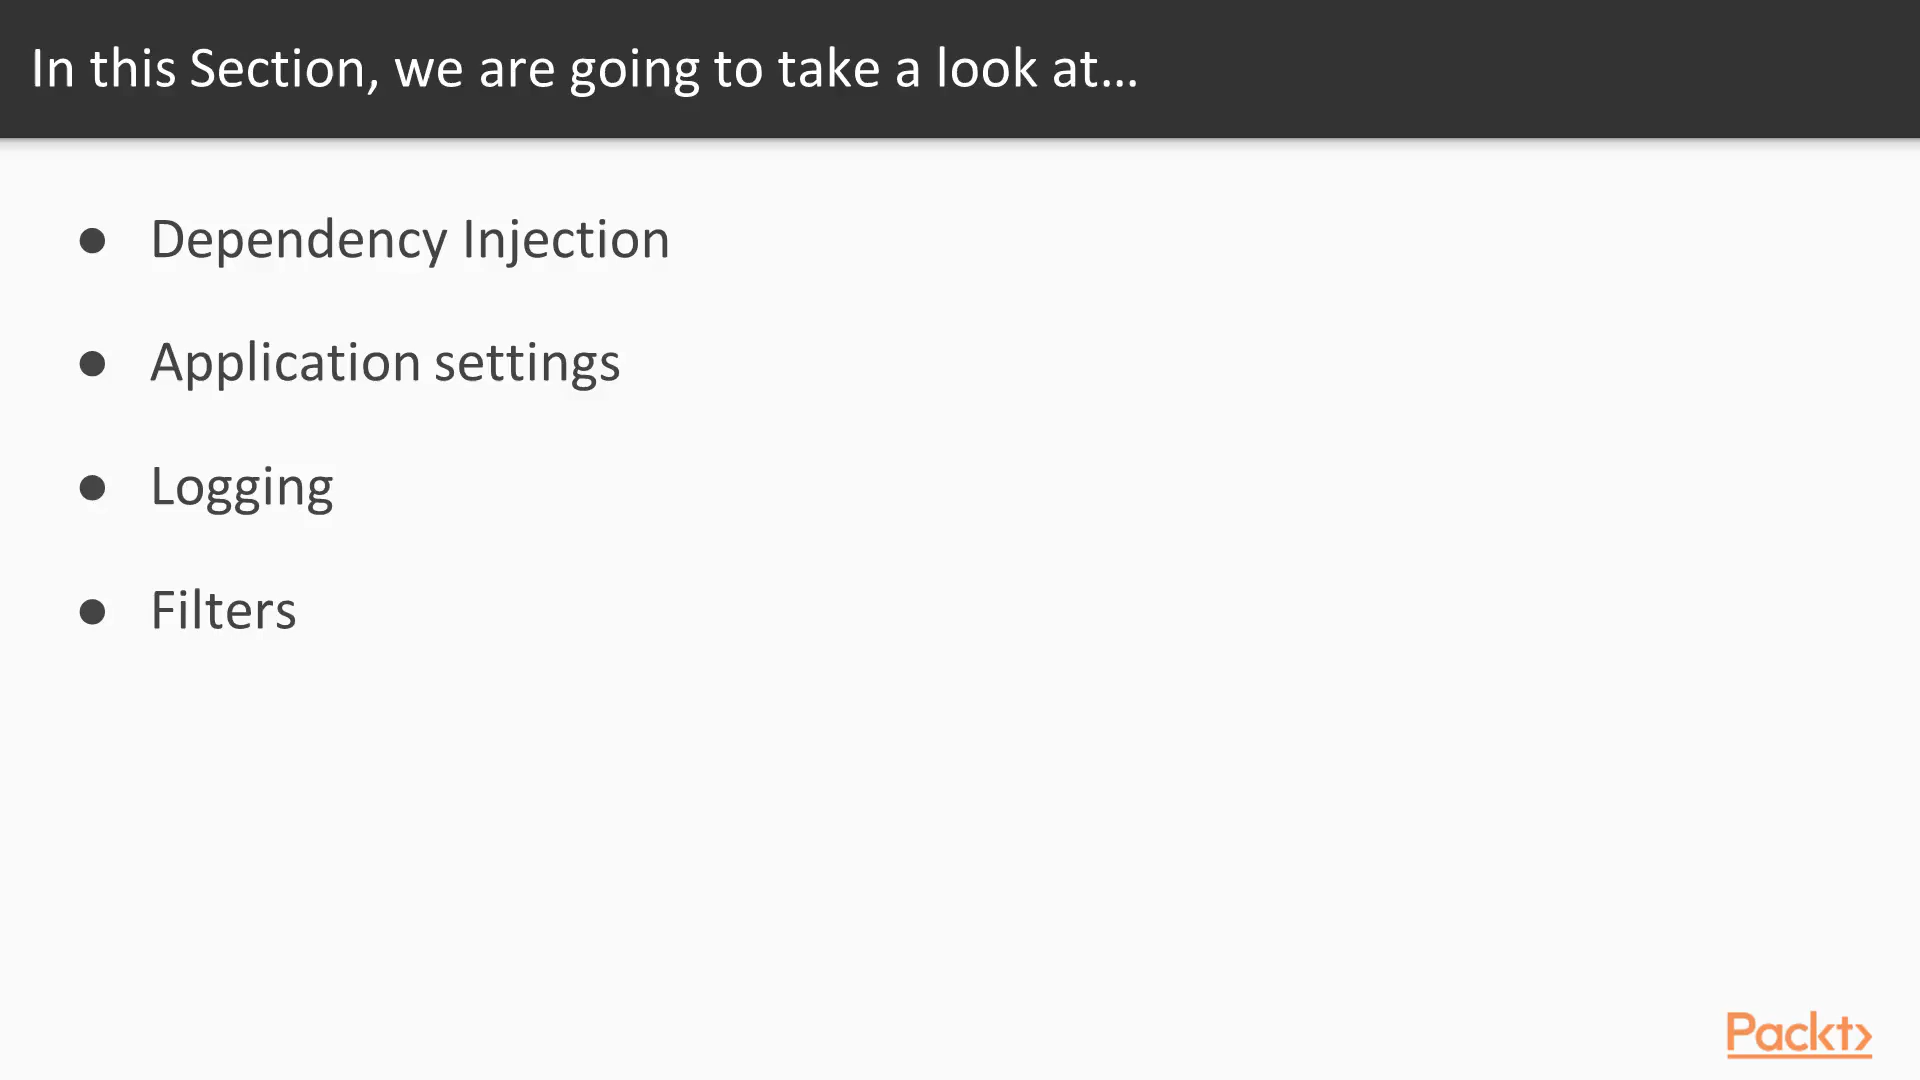 In this Section, we are going to take a look at...
● Dependency Injection
● Application settings
● Logging
● Filters
Packt>